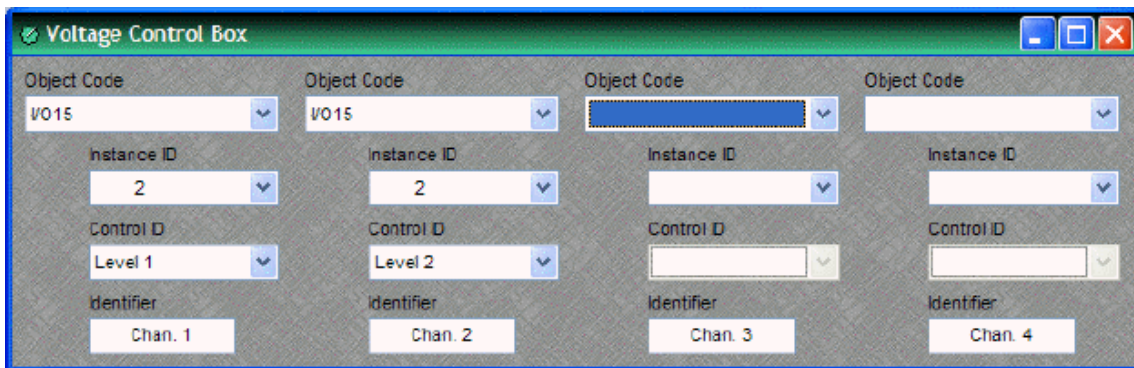 Voltage Control Box
Object Code Object Code Object Code Object Code
I/O15 I/O15
Instance ID Instance ID Instance ID Instance ID
2 2
Control ID Control ID Control ID Control ID
Level 1 Level 2
Identifier Identifier Identifier Identifier
Chan. 1 Chan. 2 Chan. 3 Chan. 4